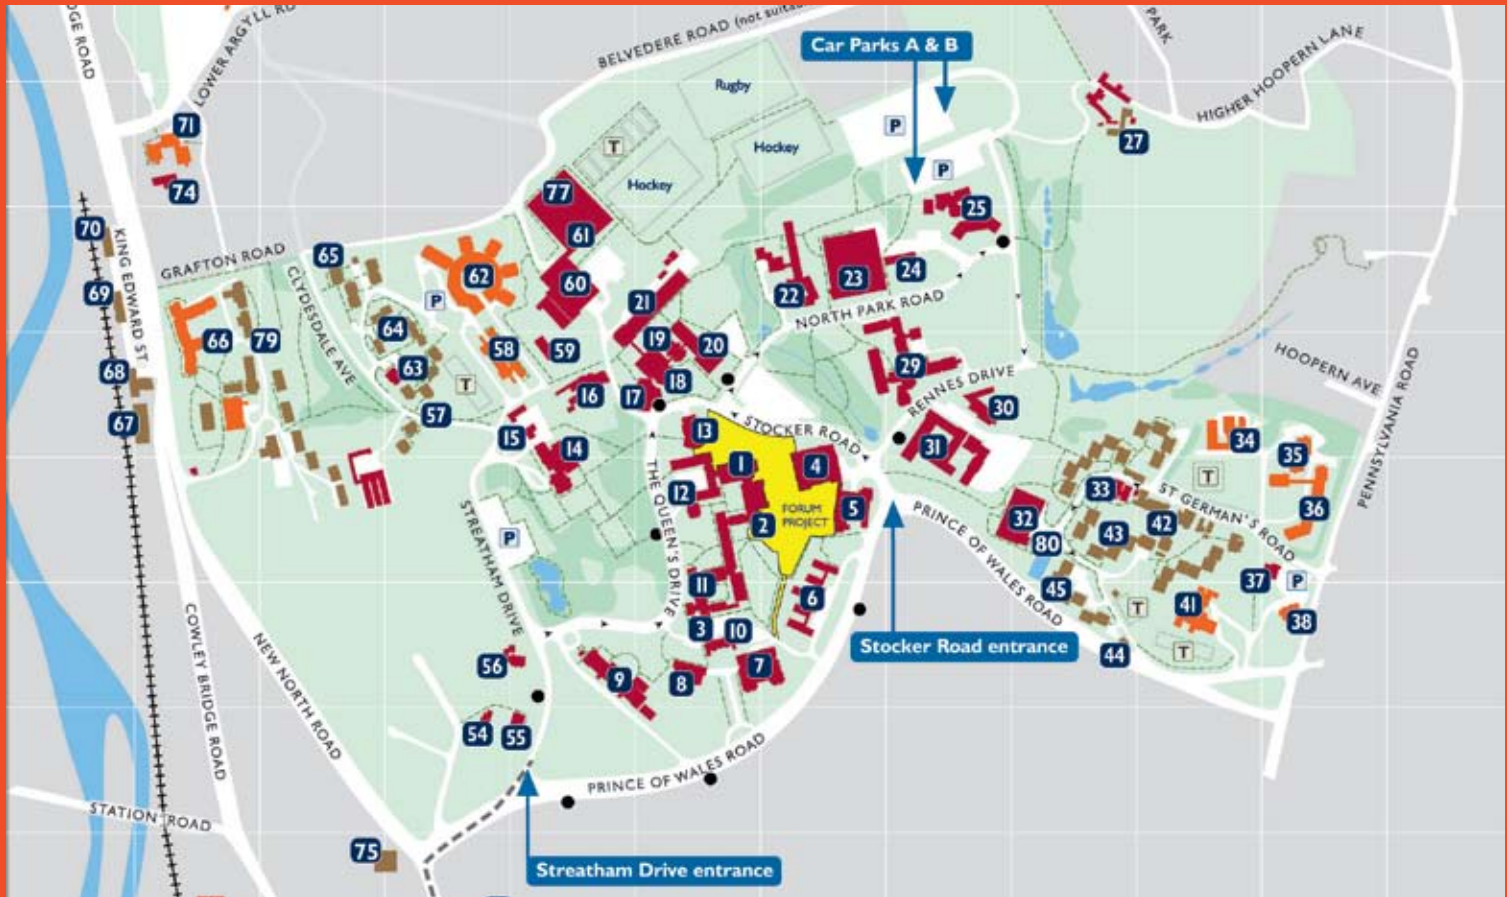 DGE ROAD
LOWER ARGYLL RD
BELVEDERE ROAD (not suita
Car Parks A & B
PARK
HIGHER HOOPERN LANE
Rugby
Hockey
Hockey
P
P
T
71
74
27
77
61
25
70
KING EDWARD ST
GRAFTON ROAD
65
CLYDESDALE AVE
62
60
21
22
23
24
NORTH PARK ROAD
69
66
79
64
P
58
59
19
20
29
RENNES DRIVE
HOOPERN AVE
PENNSYLVANIA ROAD
68
63
T
16
17
18
30
67
57
15
14
13
STOCKER ROAD
31
34
35
THE QUEEN'S DRIVE
12
1
4
T
33
ST GERMAN'S ROAD
36
STREATHAM DRIVE
P
2
FORUM
PROJECT
5
PRINCE OF WALES ROAD
32
43
42
80
11
6
45
T
41
37
P
38
COWLEY BRIDGE ROAD
NEW NORTH ROAD
3
10
Stocker Road entrance
44
T
56
9
8
7
54
55
PRINCE OF WALES ROAD
STATION ROAD
75
Streatham Drive entrance